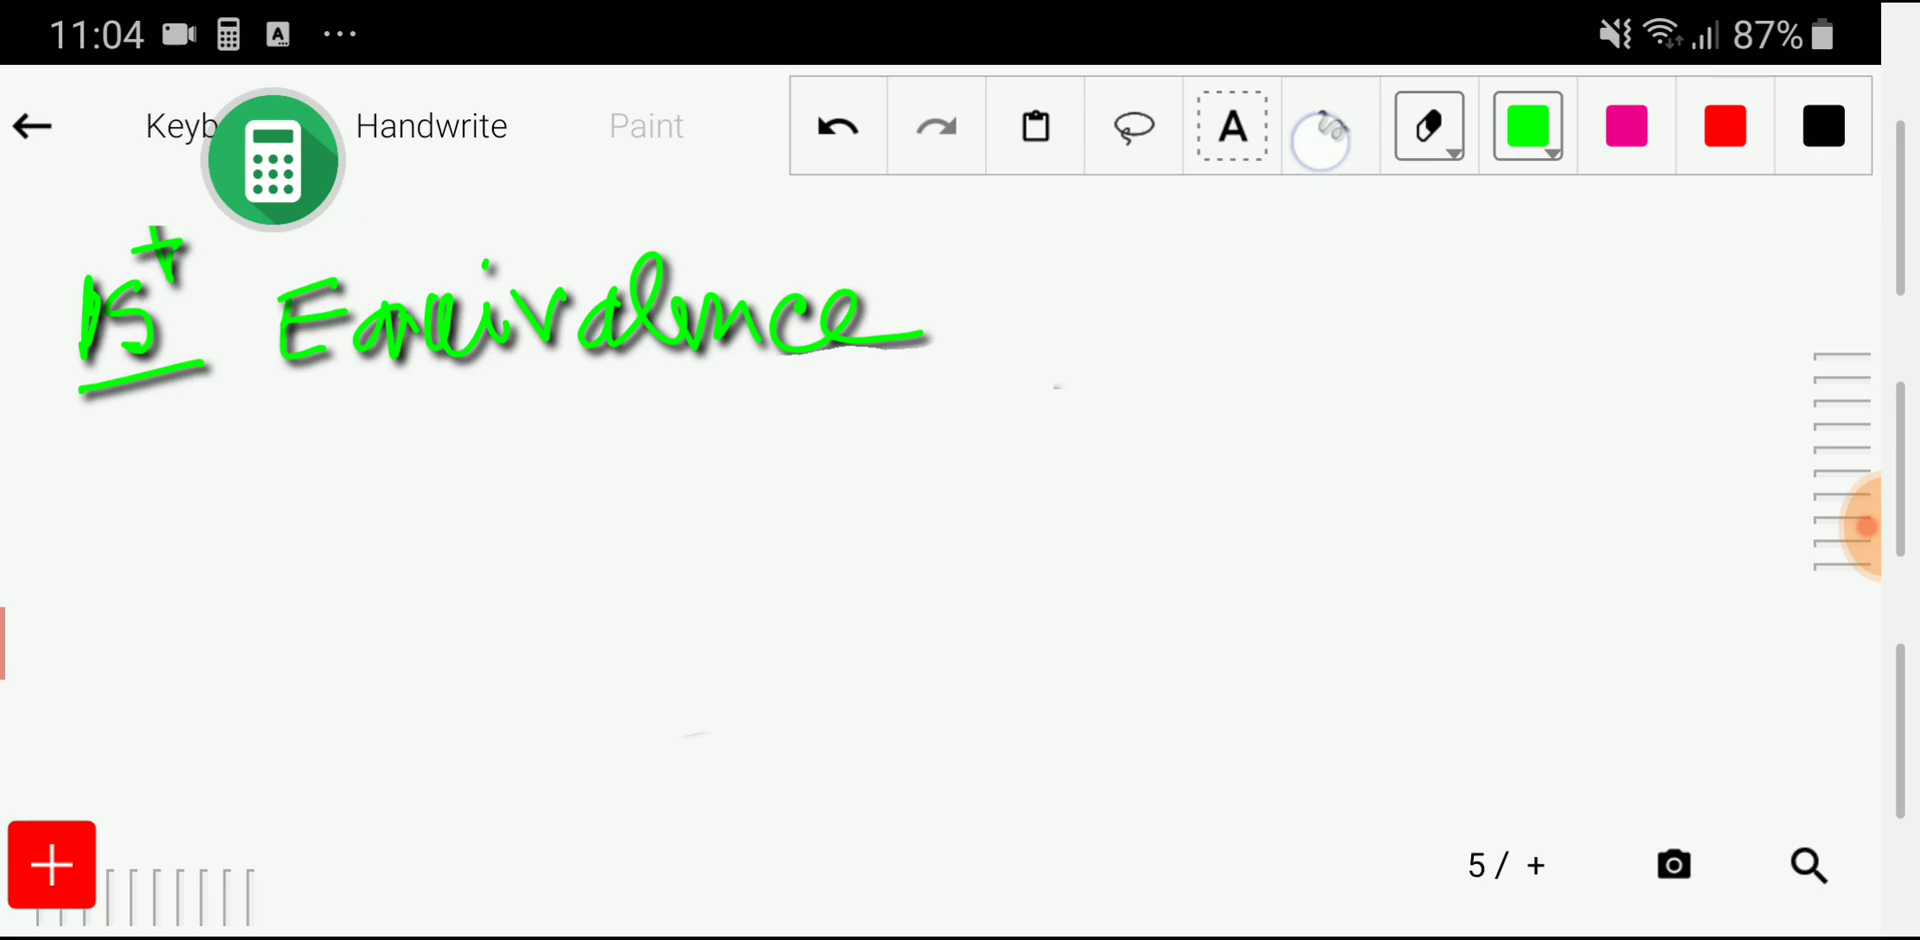 11:04 ... 87%
Keyb Handwrite Paint A
1st Equivalence
5 / +